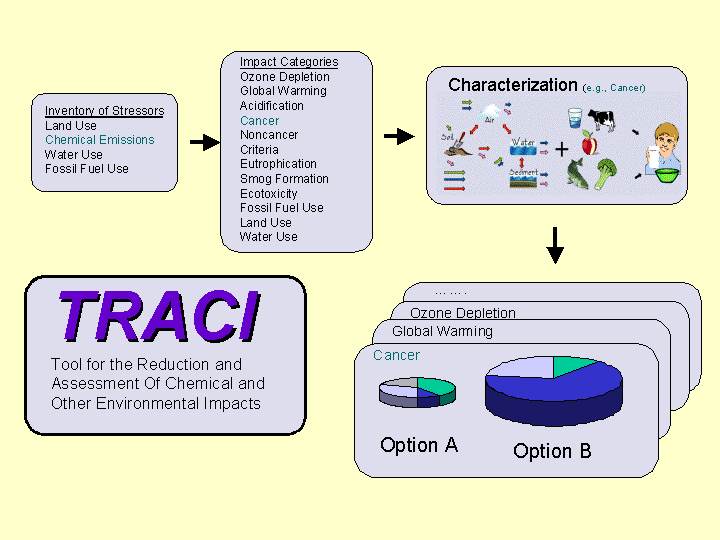 Inventory of Stressors
Land Use
Chemical Emissions
Water Use
Fossil Fuel Use
Impact Categories
Ozone Depletion
Global Warming
Acidification
Cancer
Noncancer
Criteria
Eutrophication
Smog Formation
Ecotoxicity
Fossil Fuel Use
Land Use
Water Use
Characterization (e.g., Cancer)
Air
Soil
Water
Sediment
+
TRACI
Tool for the Reduction and
Assessment Of Chemical and
Other Environmental Impacts
…….
Ozone Depletion
Global Warming
Cancer
Option A
Option B